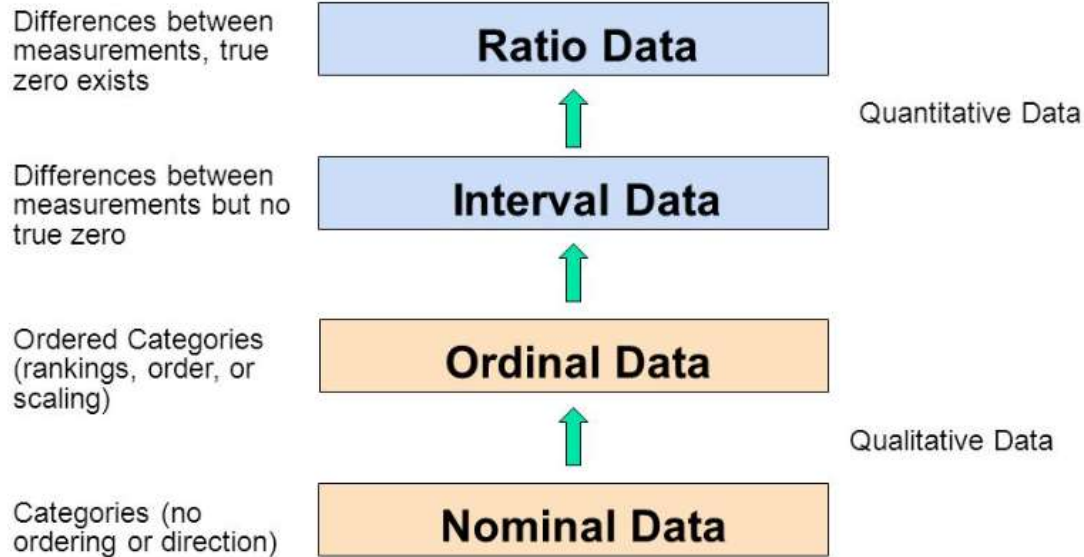 Differences between
measurements, true
zero exists
Ratio Data
Quantitative Data
Differences between
measurements but no
true zero
Interval Data
Ordered Categories
(rankings, order, or
scaling)
Ordinal Data
Qualitative Data
Categories (no
ordering or direction)
Nominal Data